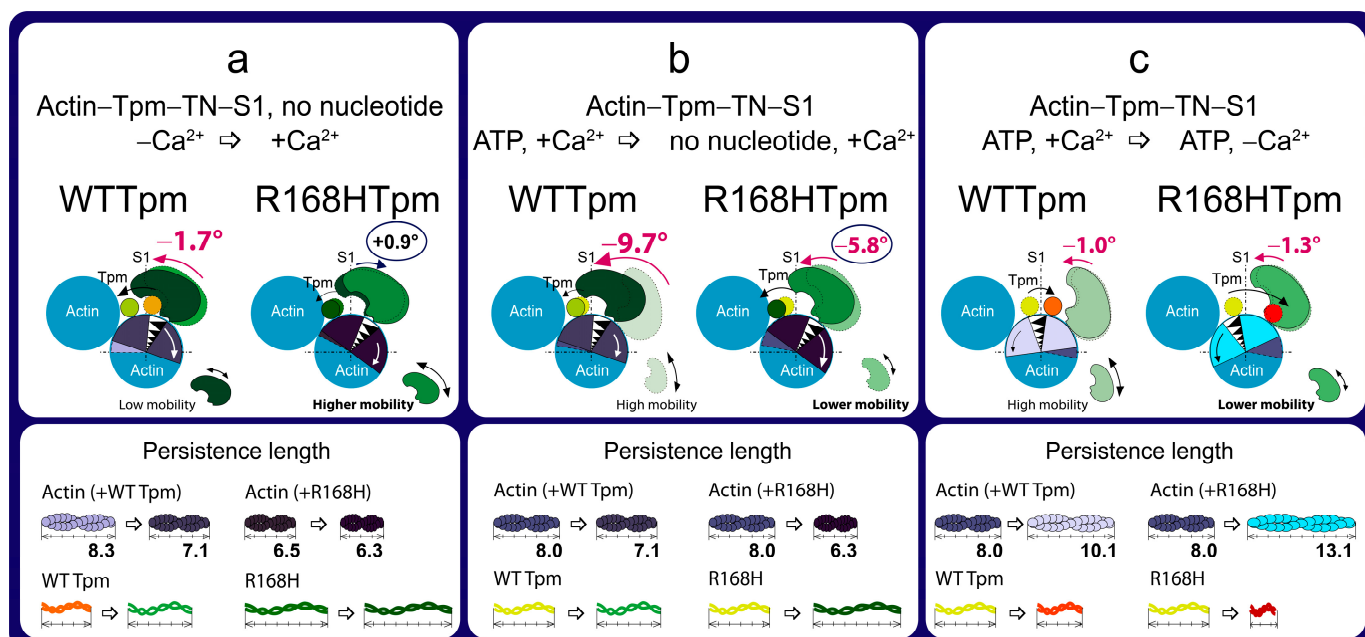 a
Actin–Tpm–TN–S1, no nucleotide
–Ca²⁺ ⇨ +Ca²⁺
WTTpm
R168HTpm
S1
–1.7°
Tpm
Actin
Actin
Low mobility
S1
+0.9°
Tpm
Actin
Actin
Higher mobility
b
Actin–Tpm–TN–S1
ATP, +Ca²⁺ ⇨ no nucleotide, +Ca²⁺
WTTpm
R168HTpm
S1
–9.7°
Tpm
Actin
Actin
High mobility
S1
–5.8°
Tpm
Actin
Actin
Lower mobility
c
Actin–Tpm–TN–S1
ATP, +Ca²⁺ ⇨ ATP, –Ca²⁺
WTTpm
R168HTpm
S1
–1.0°
Tpm
Actin
Actin
High mobility
S1
–1.3°
Tpm
Actin
Actin
Lower mobility
Persistence length
Actin (+WT Tpm)
Actin (+R168H)
8.3
7.1
6.5
6.3
WT Tpm
R168H
Persistence length
Actin (+WT Tpm)
Actin (+R168H)
8.0
7.1
8.0
6.3
WT Tpm
R168H
Persistence length
Actin (+WT Tpm)
Actin (+R168H)
8.0
10.1
8.0
13.1
WT Tpm
R168H